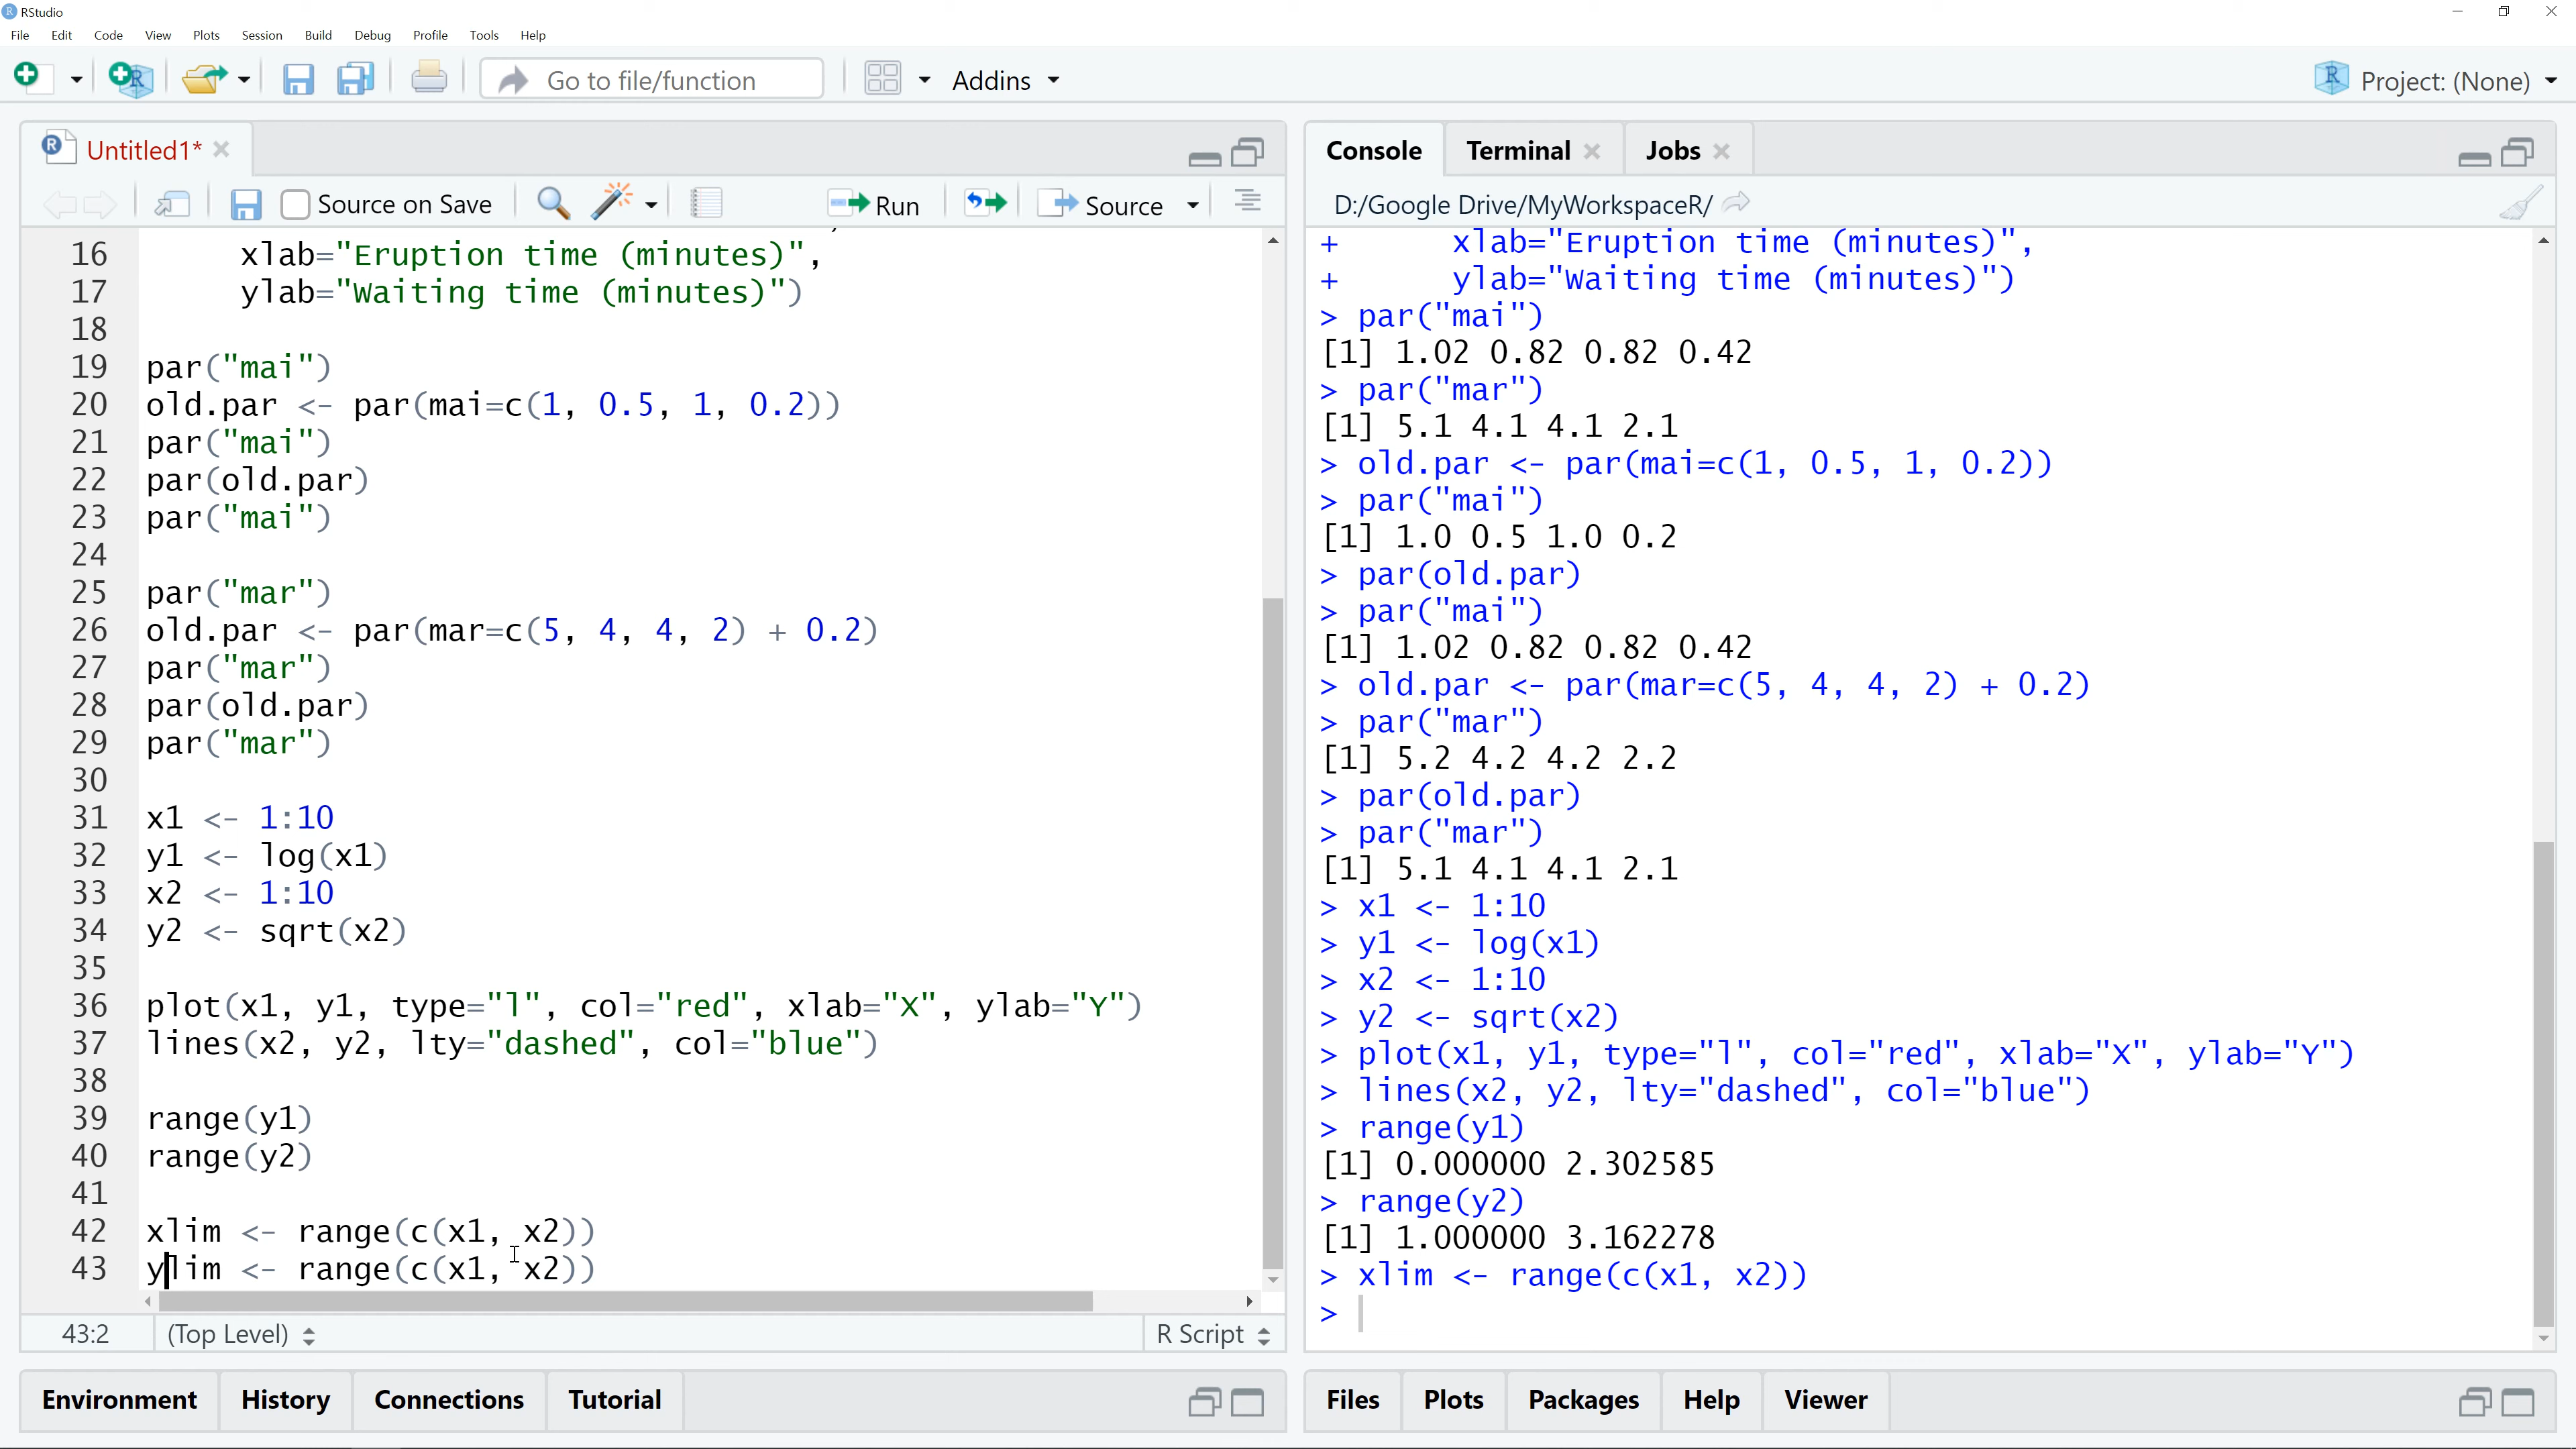 RStudio
File Edit Code View Plots Session Build Debug Profile Tools Help
Go to file/function Addins Project: (None)
Untitled1*
Source on Save Run Source
16 xlab="Eruption time (minutes)",
17 ylab="Waiting time (minutes)")
18
19 par("mai")
20 old.par <- par(mai=c(1, 0.5, 1, 0.2))
21 par("mai")
22 par(old.par)
23 par("mai")
24
25 par("mar")
26 old.par <- par(mar=c(5, 4, 4, 2) + 0.2)
27 par("mar")
28 par(old.par)
29 par("mar")
30
31 x1 <- 1:10
32 y1 <- log(x1)
33 x2 <- 1:10
34 y2 <- sqrt(x2)
35
36 plot(x1, y1, type="l", col="red", xlab="X", ylab="Y")
37 lines(x2, y2, lty="dashed", col="blue")
38
39 range(y1)
40 range(y2)
41
42 xlim <- range(c(x1, x2))
43 ylim <- range(c(x1, x2))
43:2 (Top Level) R Script
Console Terminal Jobs
D:/Google Drive/MyWorkspaceR/
+ xlab="Eruption time (minutes)",
+ ylab="Waiting time (minutes)")
> par("mai")
[1] 1.02 0.82 0.82 0.42
> par("mar")
[1] 5.1 4.1 4.1 2.1
> old.par <- par(mai=c(1, 0.5, 1, 0.2))
> par("mai")
[1] 1.0 0.5 1.0 0.2
> par(old.par)
> par("mai")
[1] 1.02 0.82 0.82 0.42
> old.par <- par(mar=c(5, 4, 4, 2) + 0.2)
> par("mar")
[1] 5.2 4.2 4.2 2.2
> par(old.par)
> par("mar")
[1] 5.1 4.1 4.1 2.1
> x1 <- 1:10
> y1 <- log(x1)
> x2 <- 1:10
> y2 <- sqrt(x2)
> plot(x1, y1, type="l", col="red", xlab="X", ylab="Y")
> lines(x2, y2, lty="dashed", col="blue")
> range(y1)
[1] 0.000000 2.302585
> range(y2)
[1] 1.000000 3.162278
> xlim <- range(c(x1, x2))
>
Environment History Connections Tutorial
Files Plots Packages Help Viewer